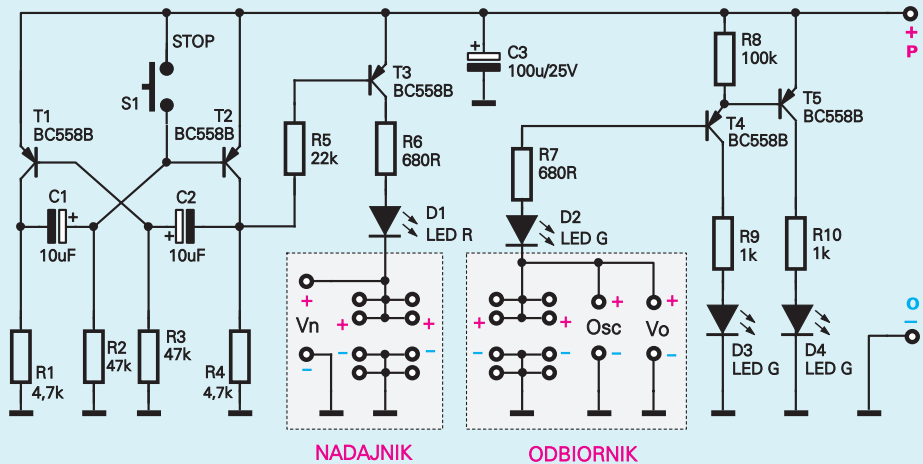 STOP
S1
T1
BC558B
T2
BC558B
C1
+
10uF
C2
+
10uF
R1
4,7k
R2
47k
R3
47k
R4
4,7k
R5
22k
T3
BC558B
R6
680R
D1
LED R
+
C3
100u/25V
R7
680R
D2
LED G
R8
100k
T4
BC558B
T5
BC558B
R9
1k
R10
1k
D3
LED G
D4
LED G
+
P
O
–
+
Vn
–
+ +
– –
+ +
– –
+
Osc
–
+
Vo
–
NADAJNIK
ODBIORNIK